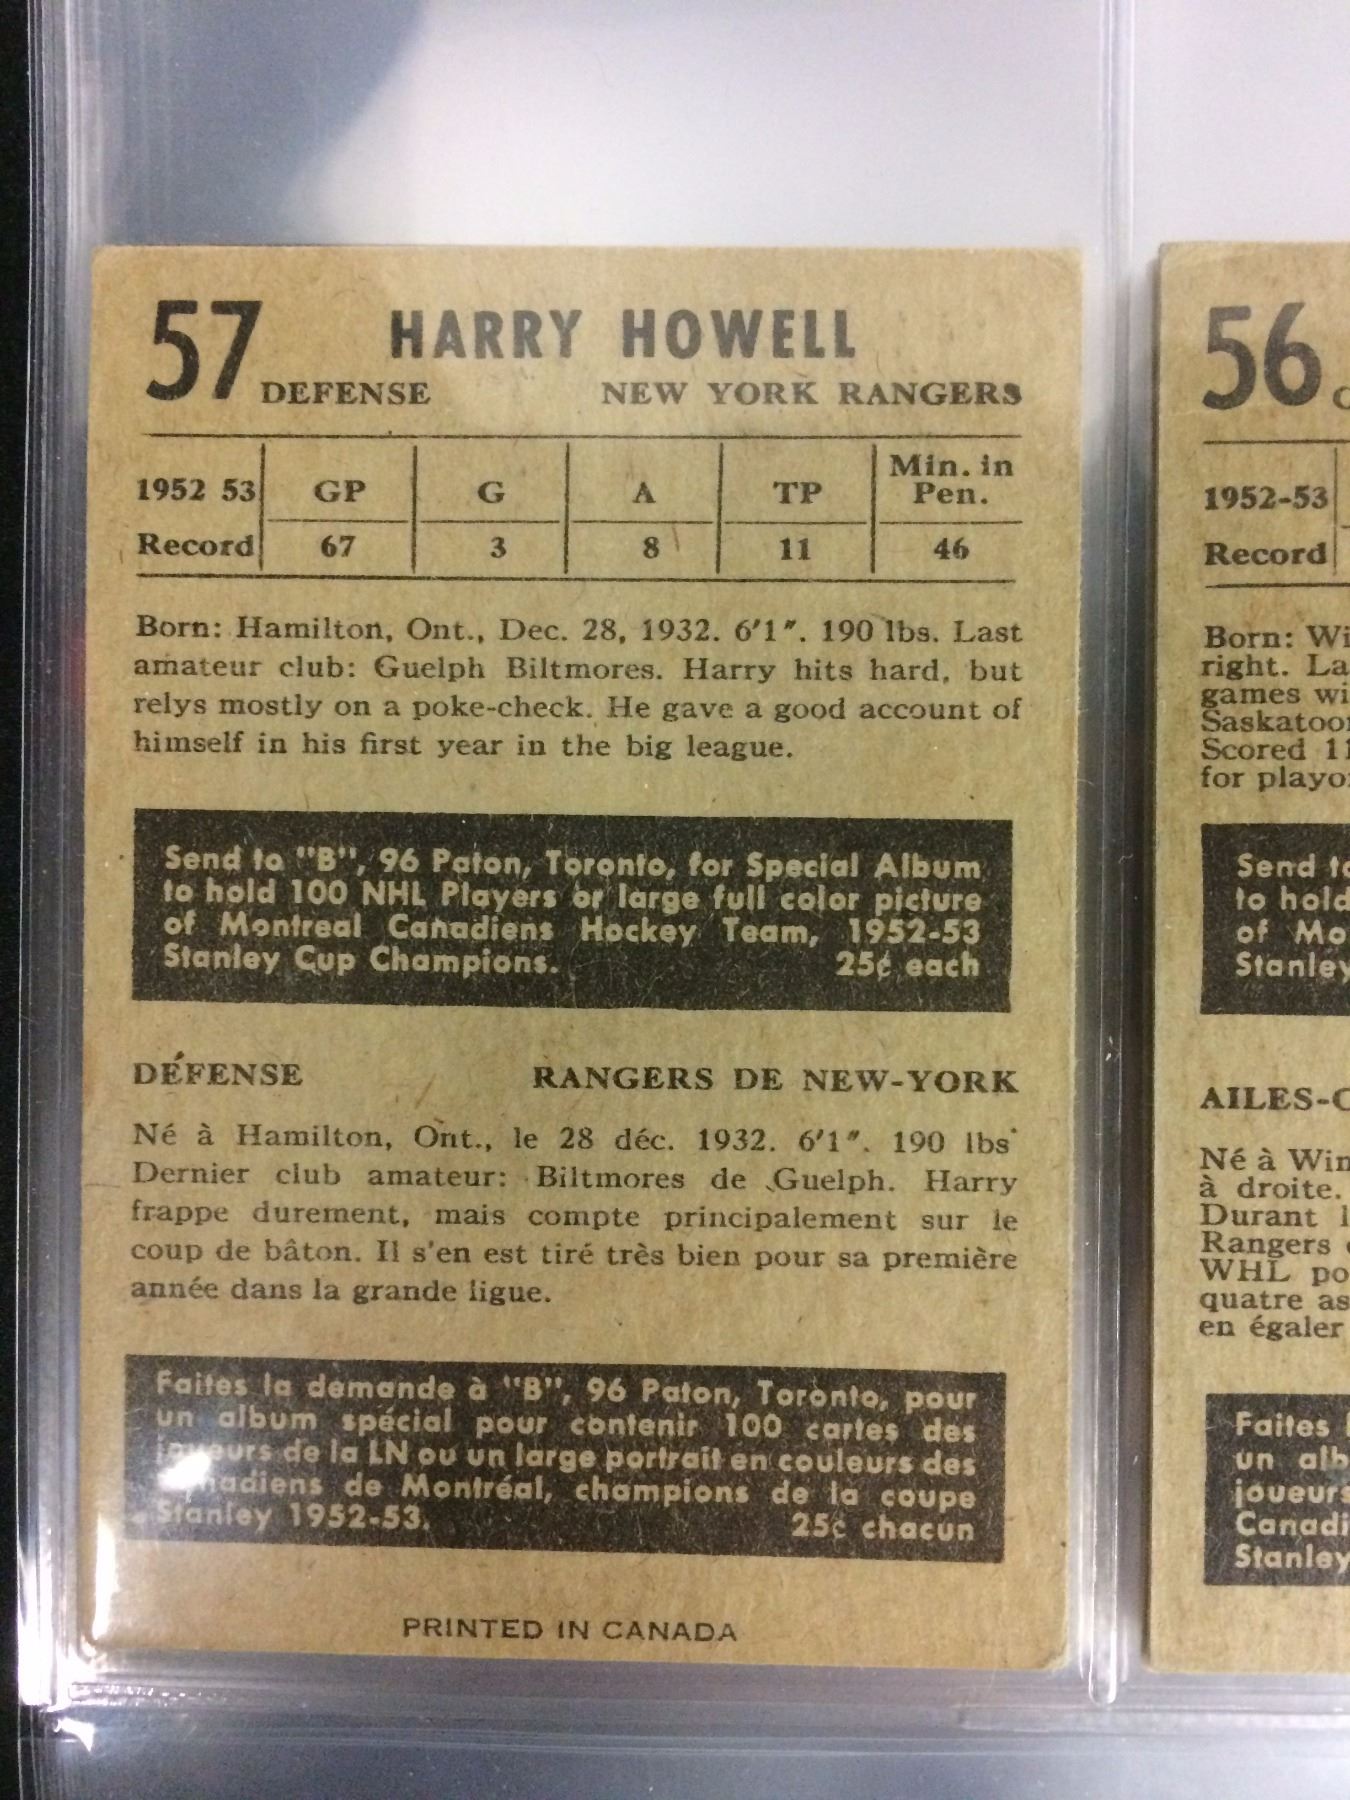 57 HARRY HOWELL
DEFENSE NEW YORK RANGERS
1952 53 GP G A TP Min. in Pen.
Record 67 3 8 11 46
Born: Hamilton, Ont., Dec. 28, 1932. 6'1". 190 lbs. Last
amateur club: Guelph Biltmores. Harry hits hard, but
relys mostly on a poke-check. He gave a good account of
himself in his first year in the big league.
Send to "B", 96 Paton, Toronto, for Special Album
to hold 100 NHL Players or large full color picture
of Montreal Canadiens Hockey Team, 1952-53
Stanley Cup Champions. 25¢ each
DÉFENSE RANGERS DE NEW-YORK
Né à Hamilton, Ont., le 28 déc. 1932. 6'1". 190 lbs
Dernier club amateur: Biltmores de Guelph. Harry
frappe durement, mais compte principalement sur le
coup de bâton. Il s'en est tiré très bien pour sa première
année dans la grande ligue.
Faites la demande à "B", 96 Paton, Toronto, pour
un album spécial pour contenir 100 cartes des
joueurs de la LN ou un large portrait en couleurs des
Canadiens de Montréal, champions de la coupe
Stanley 1952-53. 25¢ chacun
PRINTED IN CANADA
56
1952-53
Record
Born:
right.
games
Saskatoon
Scored
for
Send
to hold
of
Stanley
AILES-
Né à
à droite.
Durant
Rangers
WHL
quatre
en égaler
Faites
un
joueurs
Stanley